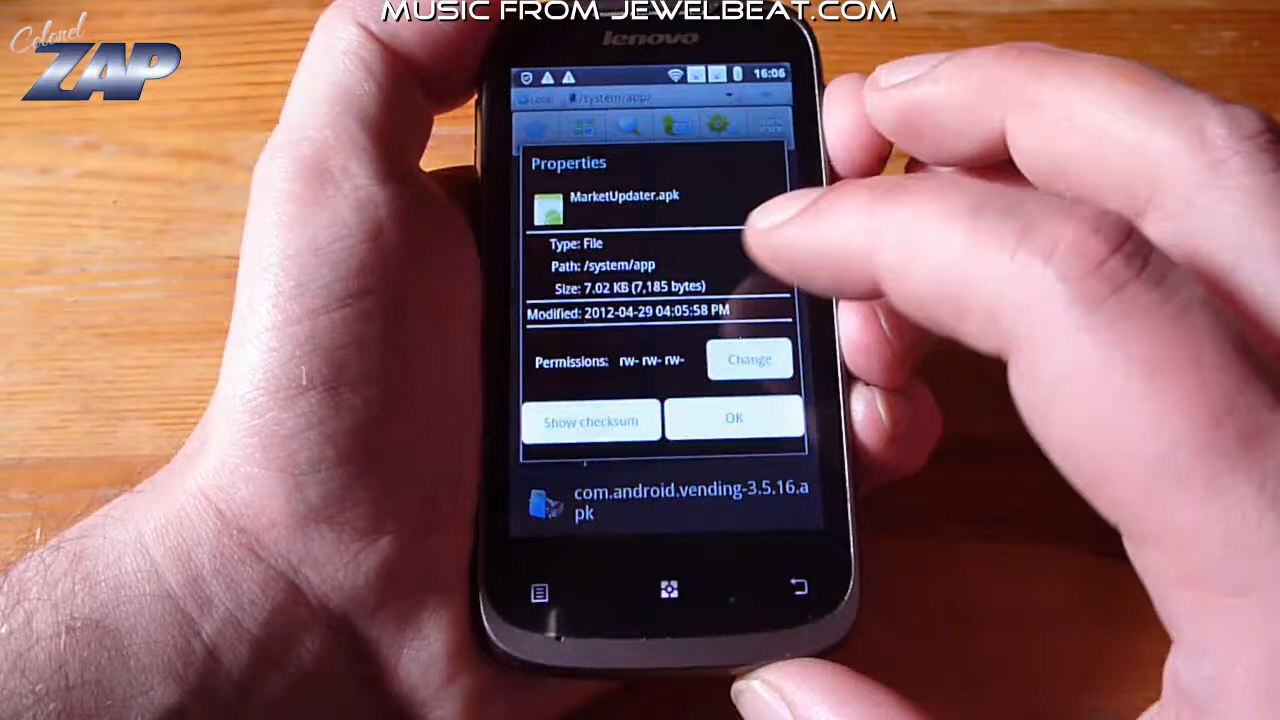 MUSIC FROM JEWELBEAT.COM
Colonel
ZAP
lenovo
16:06
Local /system/app/
Properties
MarketUpdater.apk
Type: File
Path: /system/app
Size: 7.02 KB (7,185 bytes)
Modified: 2012-04-29 04:05:58 PM
Permissions: rw- rw- rw-
Change
Show checksum
OK
com.android.vending-3.5.16.a
pk